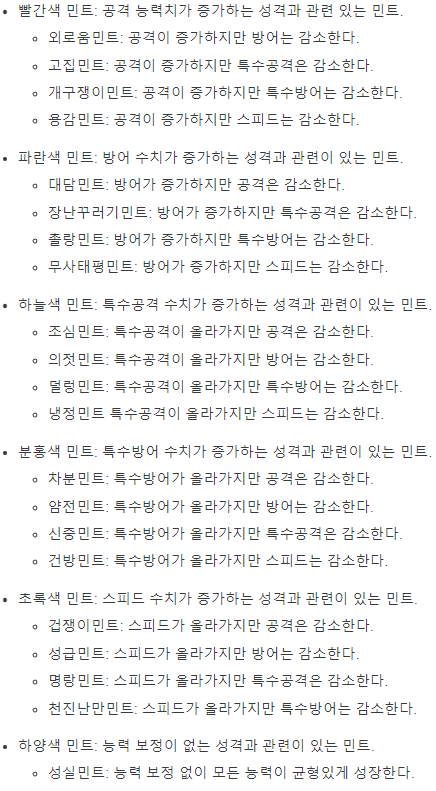 빨간색 민트: 공격 능력치가 증가하는 성격과 관련 있는 민트.
외로움민트: 공격이 증가하지만 방어는 감소한다.
고집민트: 공격이 증가하지만 특수공격은 감소한다.
개구쟁이민트: 공격이 증가하지만 특수방어는 감소한다.
용감민트: 공격이 증가하지만 스피드는 감소한다.
파란색 민트: 방어 수치가 증가하는 성격과 관련이 있는 민트.
대담민트: 방어가 증가하지만 공격은 감소한다.
장난꾸러기민트: 방어가 증가하지만 특수공격은 감소한다.
촐랑민트: 방어가 증가하지만 특수방어는 감소한다.
무사태평민트: 방어가 증가하지만 스피드는 감소한다.
하늘색 민트: 특수공격 수치가 증가하는 성격과 관련이 있는 민트.
조심민트: 특수공격이 올라가지만 공격은 감소한다.
의젓민트: 특수공격이 올라가지만 방어는 감소한다.
덜렁민트: 특수공격이 올라가지만 특수방어는 감소한다.
냉정민트 특수공격이 올라가지만 스피드는 감소한다.
분홍색 민트: 특수방어 수치가 증가하는 성격과 관련이 있는 민트.
차분민트: 특수방어가 올라가지만 공격은 감소한다.
얌전민트: 특수방어가 올라가지만 방어는 감소한다.
신중민트: 특수방어가 올라가지만 특수공격은 감소한다.
건방민트: 특수방어가 올라가지만 스피드는 감소한다.
초록색 민트: 스피드 수치가 증가하는 성격과 관련이 있는 민트.
겁쟁이민트: 스피드가 올라가지만 공격은 감소한다.
성급민트: 스피드가 올라가지만 방어는 감소한다.
명랑민트: 스피드가 올라가지만 특수공격은 감소한다.
천진난만민트: 스피드가 올라가지만 특수방어는 감소한다.
하양색 민트: 능력 보정이 없는 성격과 관련이 있는 민트.
성실민트: 능력 보정 없이 모든 능력이 균형있게 성장한다.